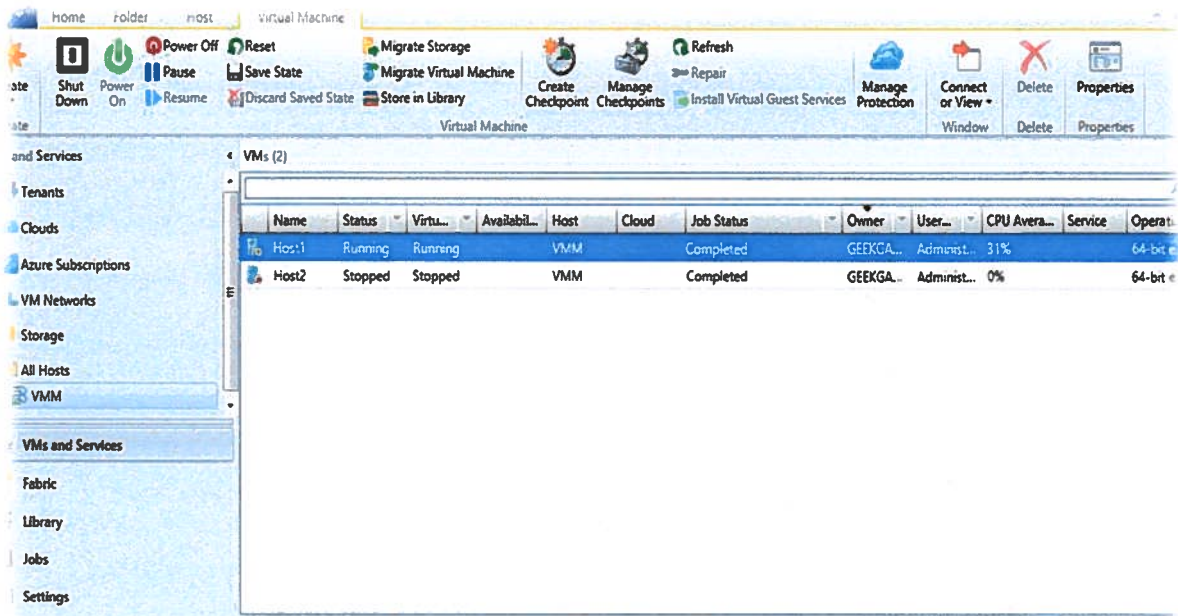 Home Folder Host Virtual Machine
Power Off Reset Migrate Storage Refresh
Shut Down Power On Pause Save State Migrate Virtual Machine Create Checkpoint Manage Checkpoints Repair Manage Protection Connect or View Delete Properties
Resume Discard Saved State Store in Library Install Virtual Guest Services
ate
Virtual Machine Window Delete Properties
and Services
VMs (2)
Tenants
Clouds
Azure Subscriptions
VM Networks
Storage
All Hosts
VMM
VMs and Services
Fabric
Library
Jobs
Settings
Name Status Virtu... Availabil... Host Cloud Job Status Owner User... CPU Avera... Service Operati
Host1 Running Running VMM Completed GEEKGA... Administ... 31% 64-bit e
Host2 Stopped Stopped VMM Completed GEEKGA... Administ... 0% 64-bit e